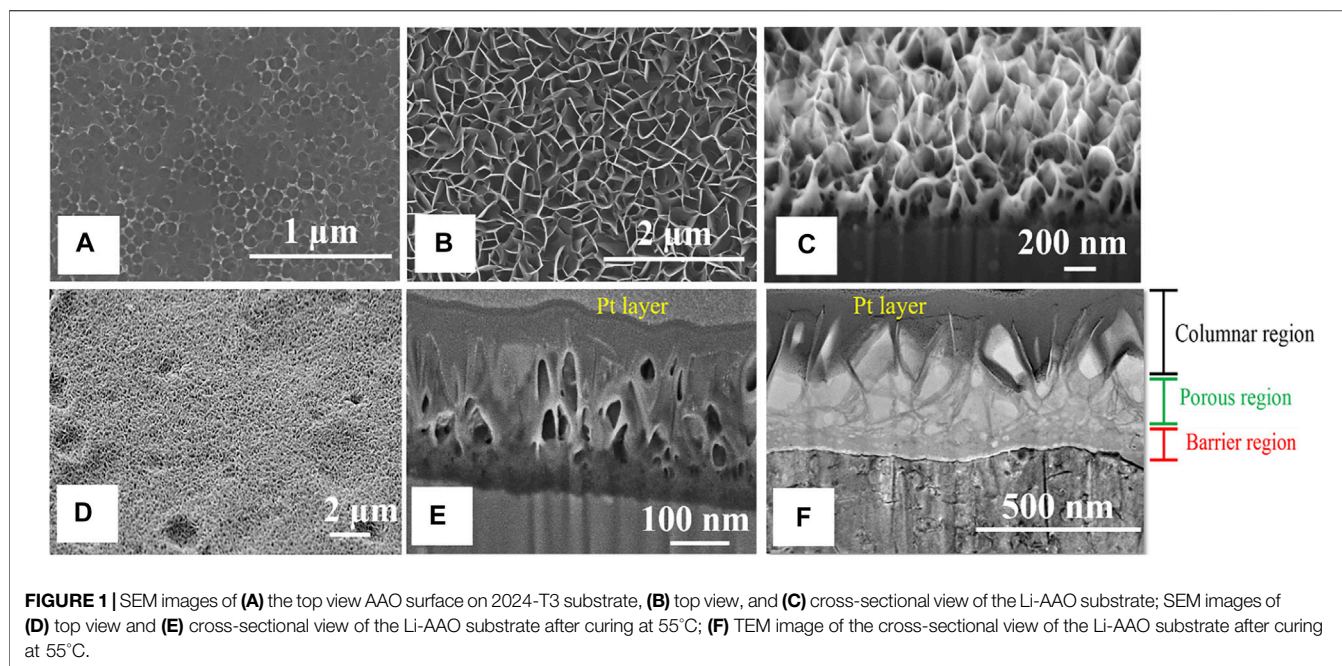 A
1 µm
B
2 µm
C
200 nm
D
2 µm
Pt layer
E
100 nm
Pt layer
F
500 nm
Columnar region
Porous region
Barrier region
FIGURE 1 | SEM images of (A) the top view AAO surface on 2024-T3 substrate, (B) top view, and (C) cross-sectional view of the Li-AAO substrate; SEM images of
(D) top view and (E) cross-sectional view of the Li-AAO substrate after curing at 55°C; (F) TEM image of the cross-sectional view of the Li-AAO substrate after curing
at 55°C.